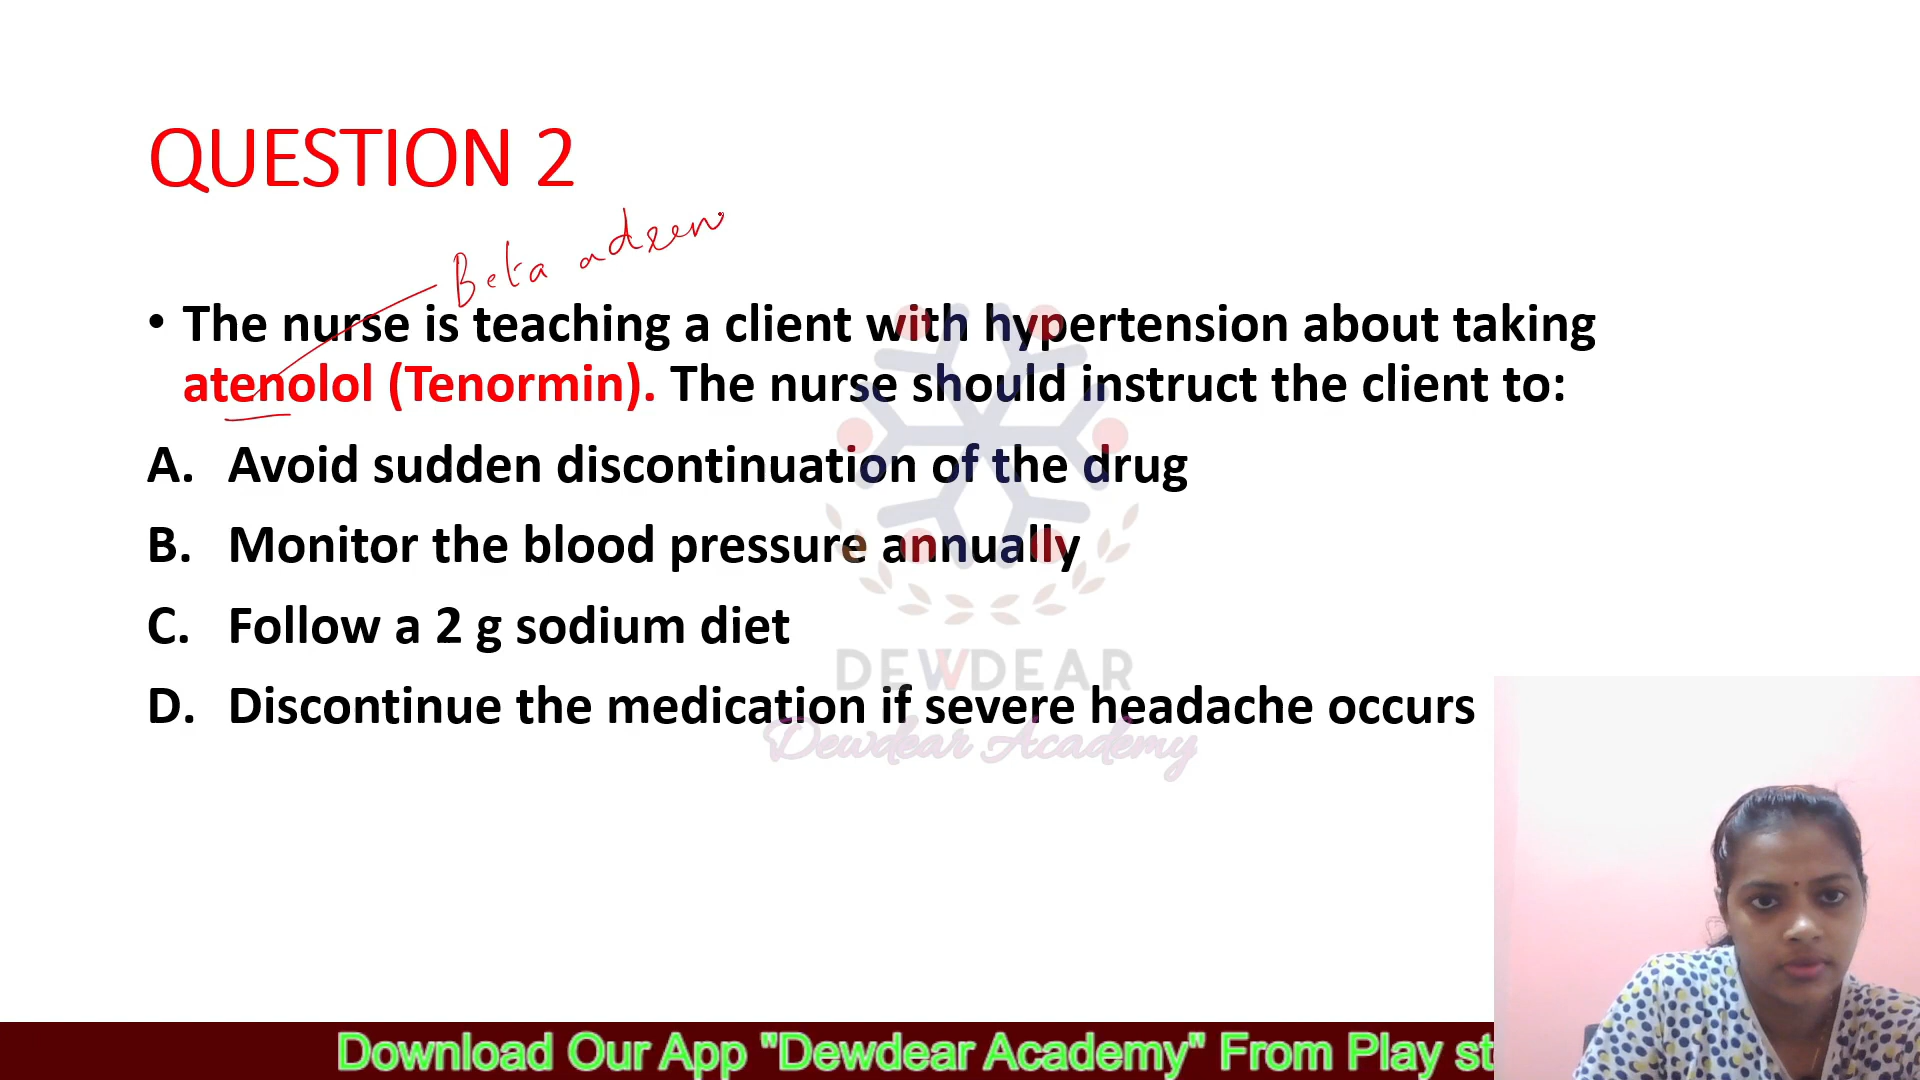 QUESTION 2
Beta adren
• The nurse is teaching a client with hypertension about taking
atenolol (Tenormin). The nurse should instruct the client to:
A. Avoid sudden discontinuation of the drug
B. Monitor the blood pressure annually
C. Follow a 2 g sodium diet
D. Discontinue the medication if severe headache occurs
DEWDEAR
Dewdear Academy
Download Our App "Dewdear Academy" From Play st